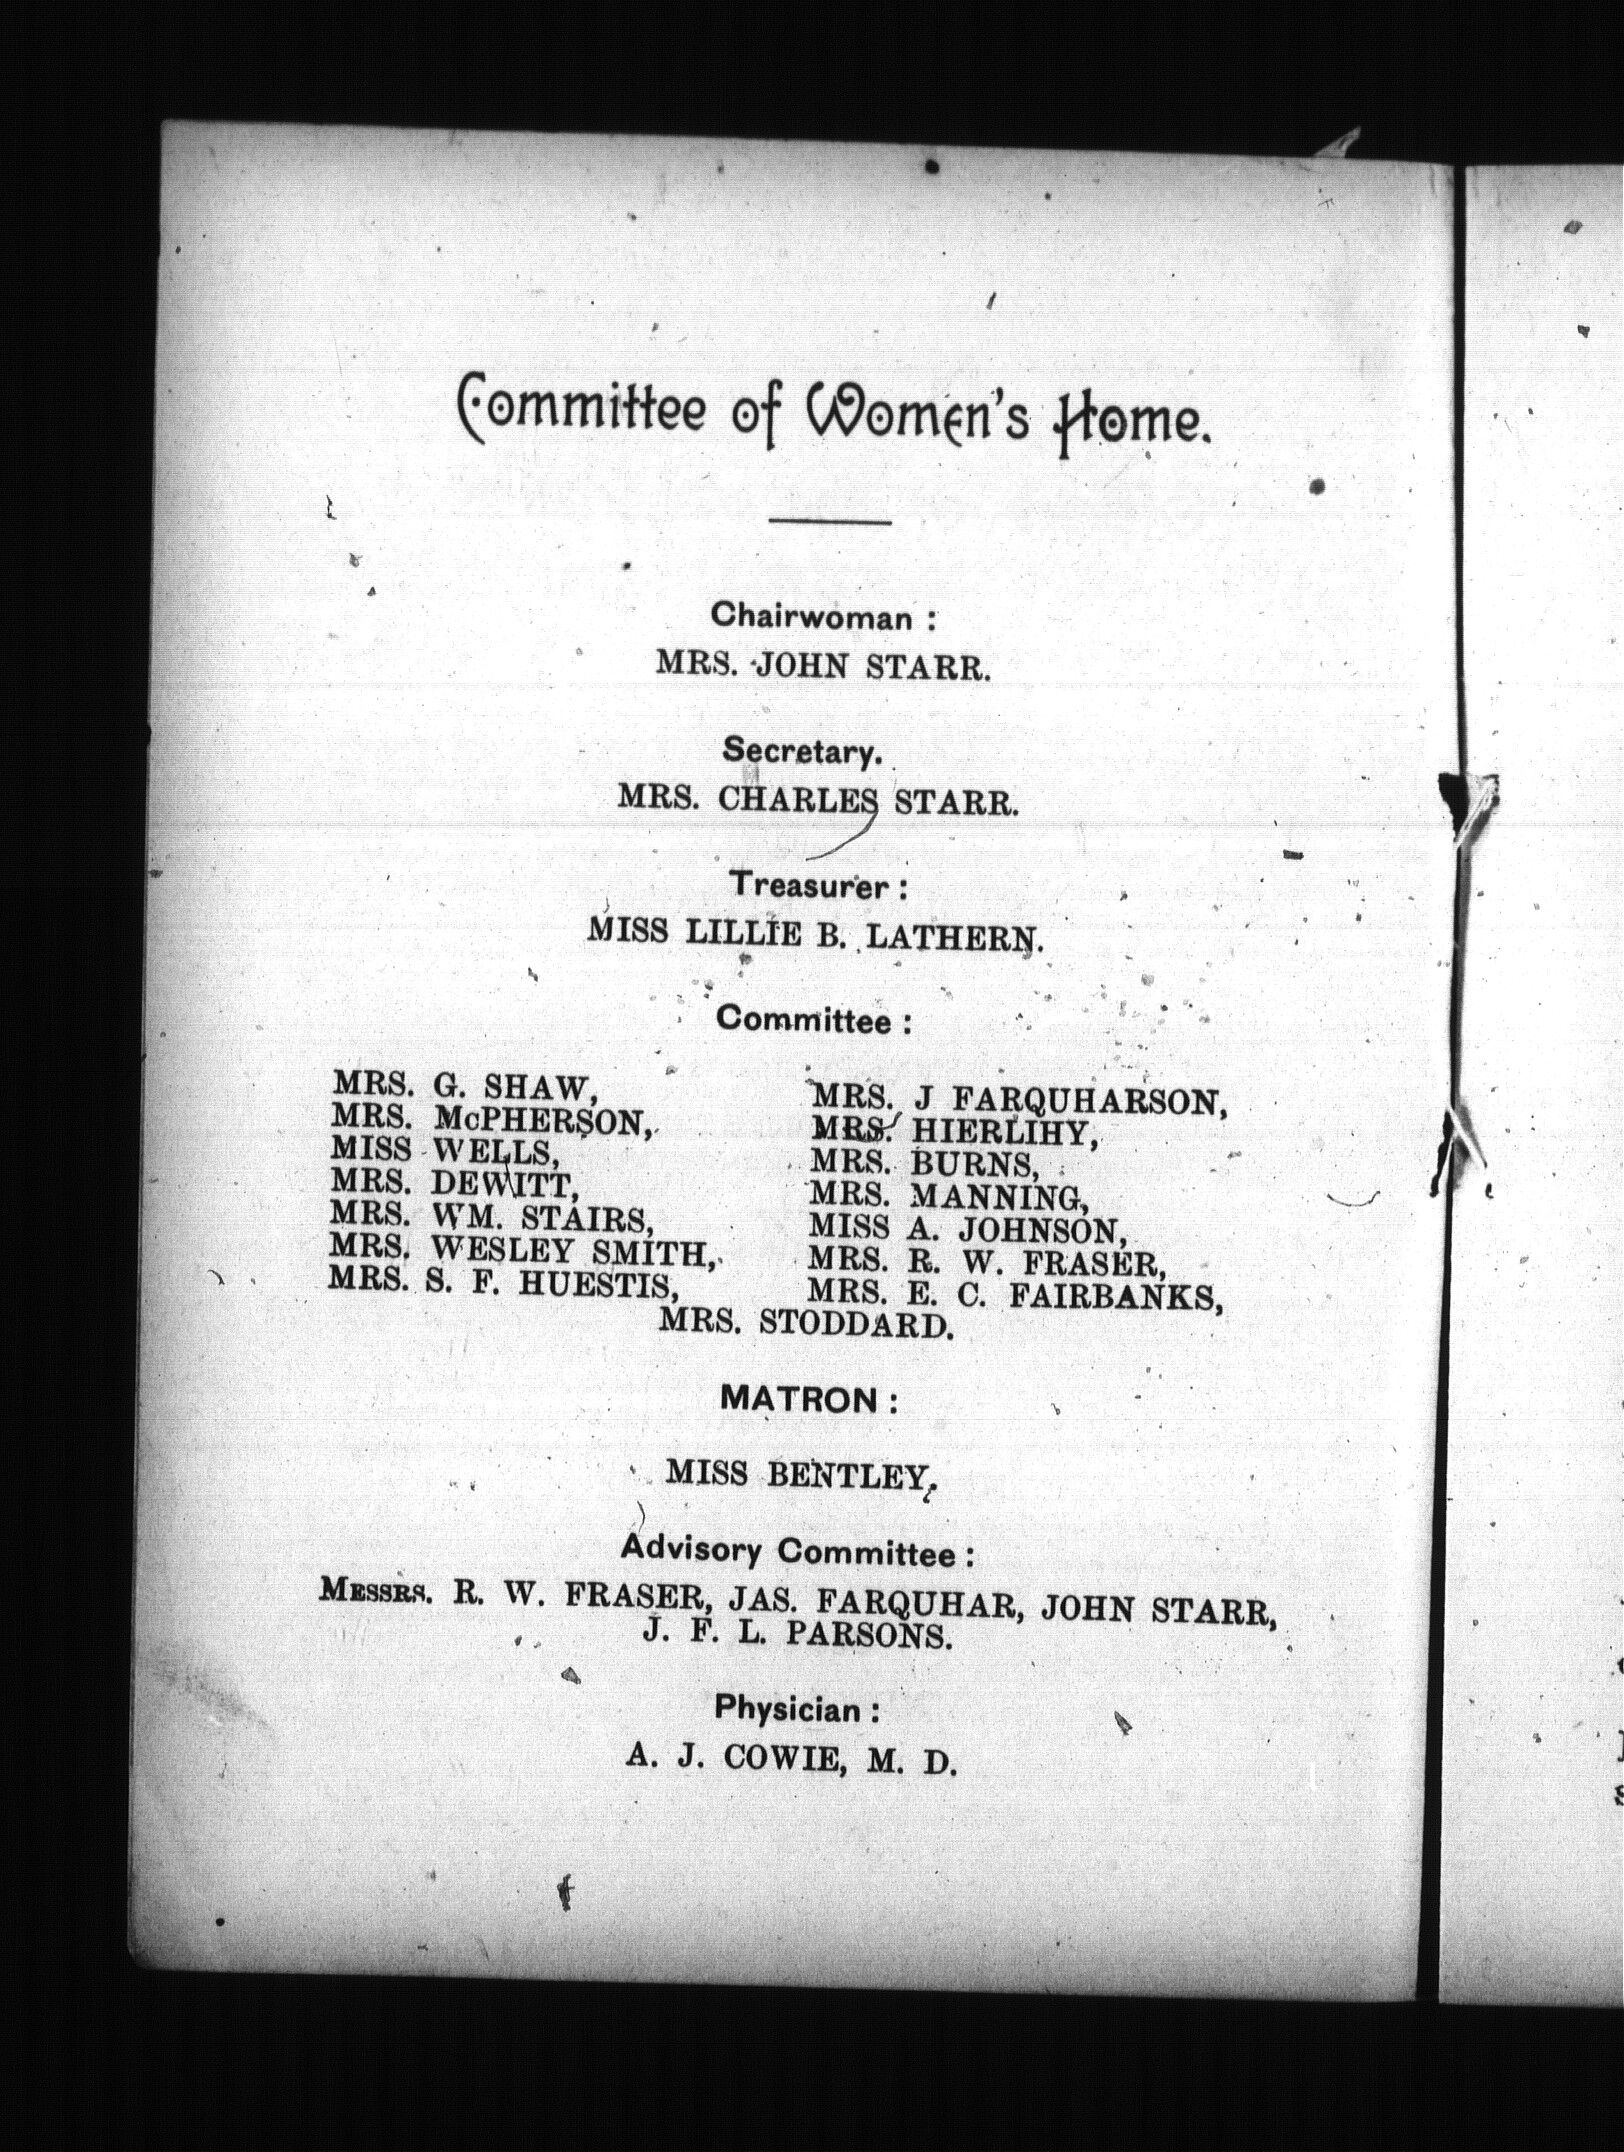 Committee of Women's Home.
Chairwoman :
MRS. JOHN STARR.
Secretary.
MRS. CHARLES STARR.
Treasurer :
MISS LILLIE B. LATHERN.
Committee :
MRS. G. SHAW,
MRS. McPHERSON,
MISS WELLS,
MRS. DEWITT,
MRS. WM. STAIRS,
MRS. WESLEY SMITH,
MRS. S. F. HUESTIS,
MRS. J FARQUHARSON,
MRS. HIERLIHY,
MRS. BURNS,
MRS. MANNING,
MISS A. JOHNSON,
MRS. R. W. FRASER,
MRS. E. C. FAIRBANKS,
MRS. STODDARD.
MATRON :
MISS BENTLEY.
Advisory Committee :
MESSRS. R. W. FRASER, JAS. FARQUHAR, JOHN STARR,
J. F. L. PARSONS.
Physician :
A. J. COWIE, M. D.